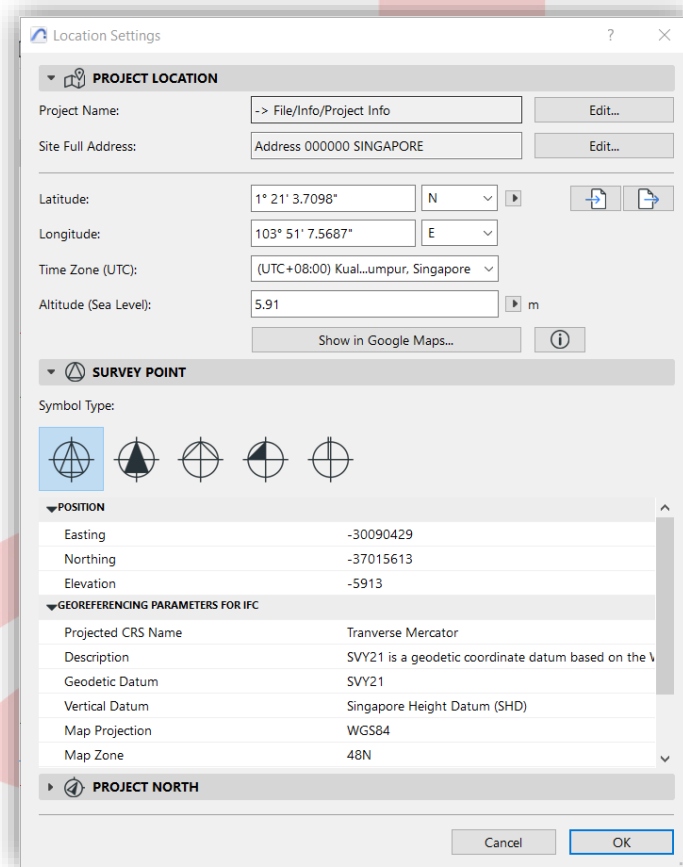 Location Settings ?
PROJECT LOCATION
Project Name: -> File/Info/Project Info Edit...
Site Full Address: Address 000000 SINGAPORE Edit...
Latitude: 1° 21' 3.7098" N
Longitude: 103° 51' 7.5687" E
Time Zone (UTC): (UTC+08:00) Kual...umpur, Singapore
Altitude (Sea Level): 5.91 m
Show in Google Maps...
SURVEY POINT
Symbol Type:
POSITION
Easting -30090429
Northing -37015613
Elevation -5913
GEOREFERENCING PARAMETERS FOR IFC
Projected CRS Name Tranverse Mercator
Description SVY21 is a geodetic coordinate datum based on the
Geodetic Datum SVY21
Vertical Datum Singapore Height Datum (SHD)
Map Projection WGS84
Map Zone 48N
PROJECT NORTH
Cancel OK